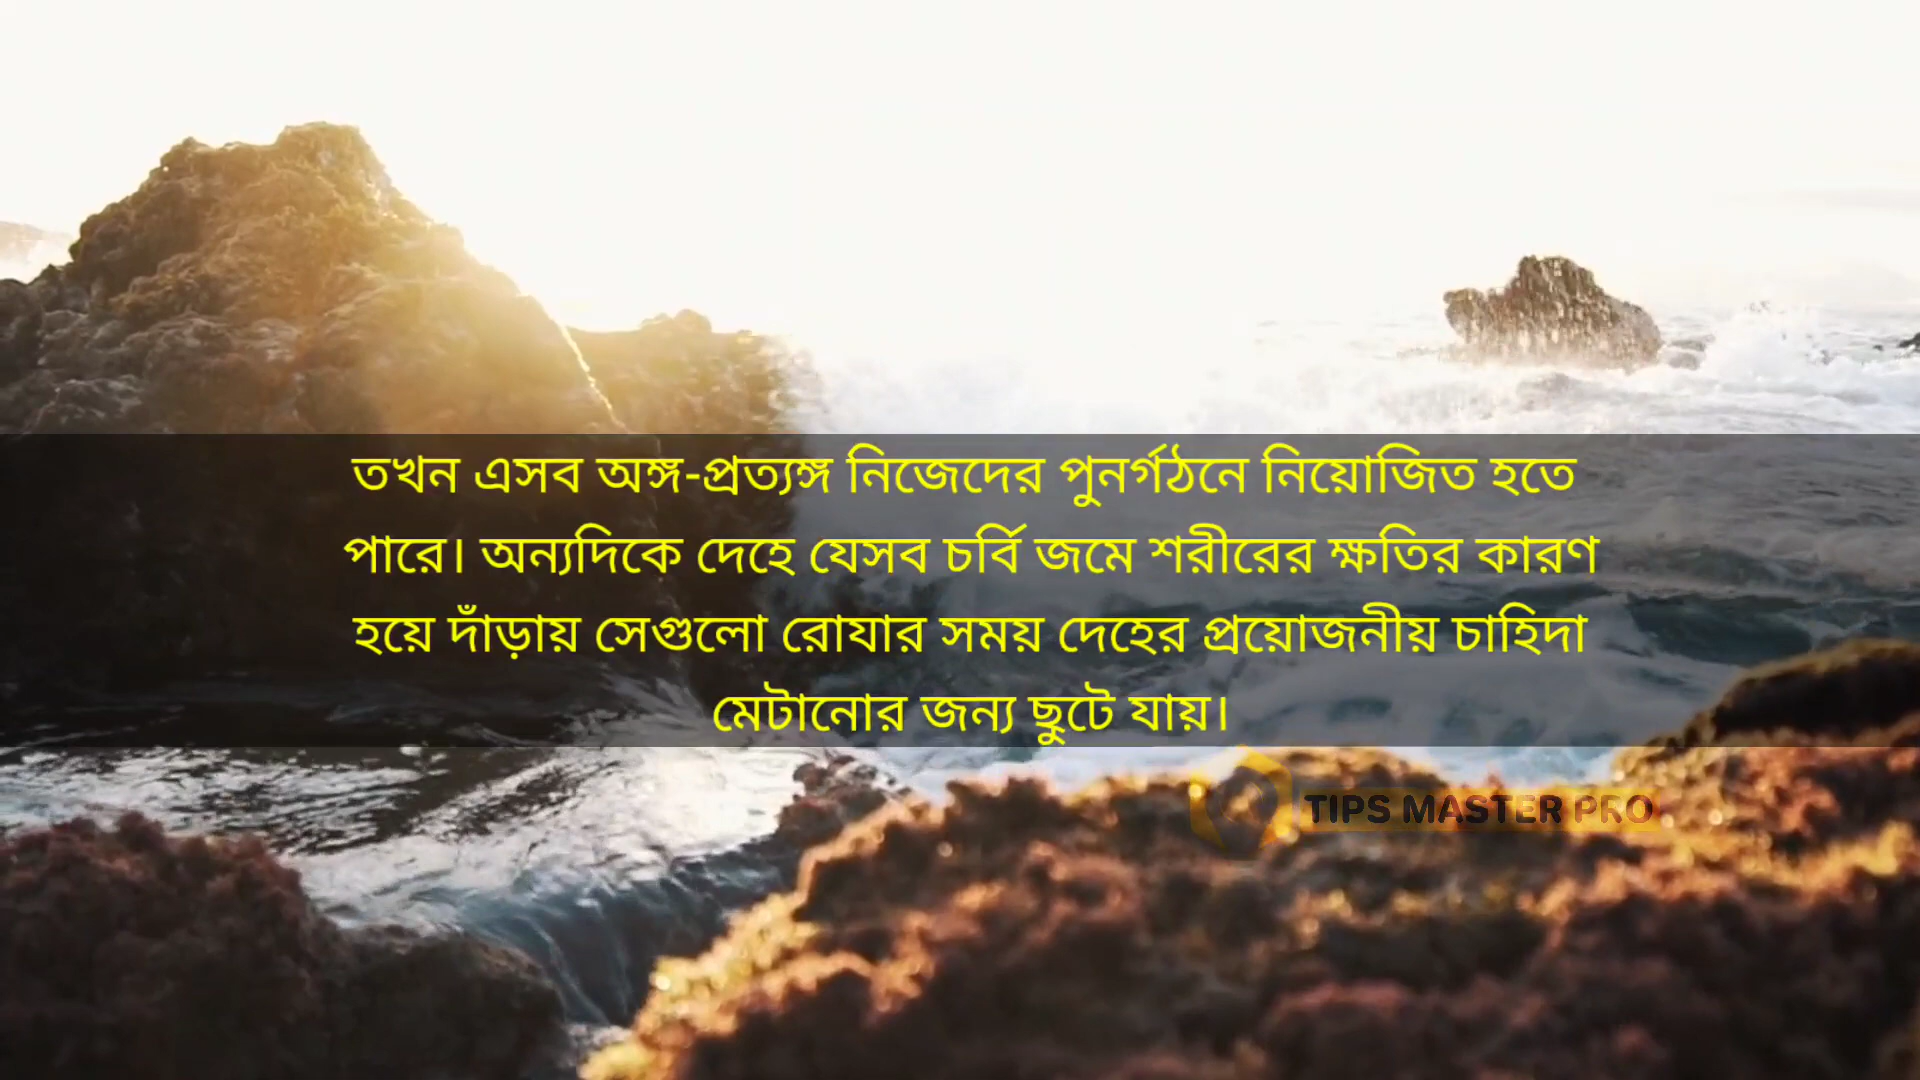 তখন এসব অঙ্গ-প্রত্যঙ্গ নিজেদের পুনর্গঠনে নিয়োজিত হতে
পারে। অন্যদিকে দেহে যেসব চর্বি জমে শরীরের ক্ষতির কারণ
হয়ে দাঁড়ায় সেগুলো রোযার সময় দেহের প্রয়োজনীয় চাহিদা
মেটানোর জন্য ছুটে যায়।
TIPS MASTER PRO